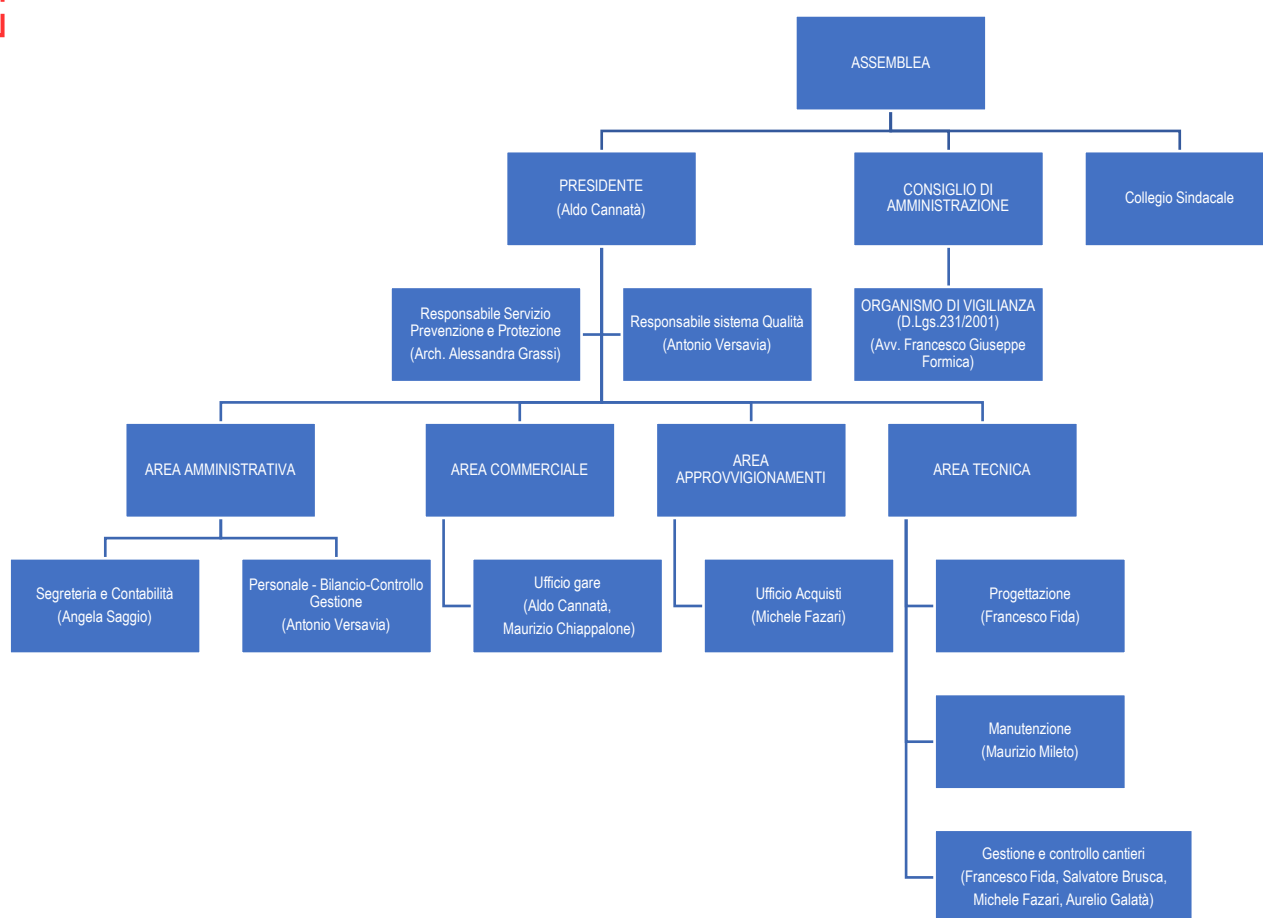 ASSEMBLEA
PRESIDENTE
(Aldo Cannatà)
CONSIGLIO DI
AMMINISTRAZIONE
Collegio Sindacale
Responsabile Servizio
Prevenzione e Protezione
(Arch. Alessandra Grassi)
Responsabile sistema Qualità
(Antonio Versavia)
ORGANISMO DI VIGILIANZA
(D.Lgs.231/2001)
(Avv. Francesco Giuseppe
Formica)
AREA AMMINISTRATIVA
AREA COMMERCIALE
AREA
APPROVVIGIONAMENTI
AREA TECNICA
Segreteria e Contabilità
(Angela Saggio)
Personale - Bilancio-Controllo
Gestione
(Antonio Versavia)
Ufficio gare
(Aldo Cannatà,
Maurizio Chiappalone)
Ufficio Acquisti
(Michele Fazari)
Progettazione
(Francesco Fida)
Manutenzione
(Maurizio Mileto)
Gestione e controllo cantieri
(Francesco Fida, Salvatore Brusca,
Michele Fazari, Aurelio Galatà)